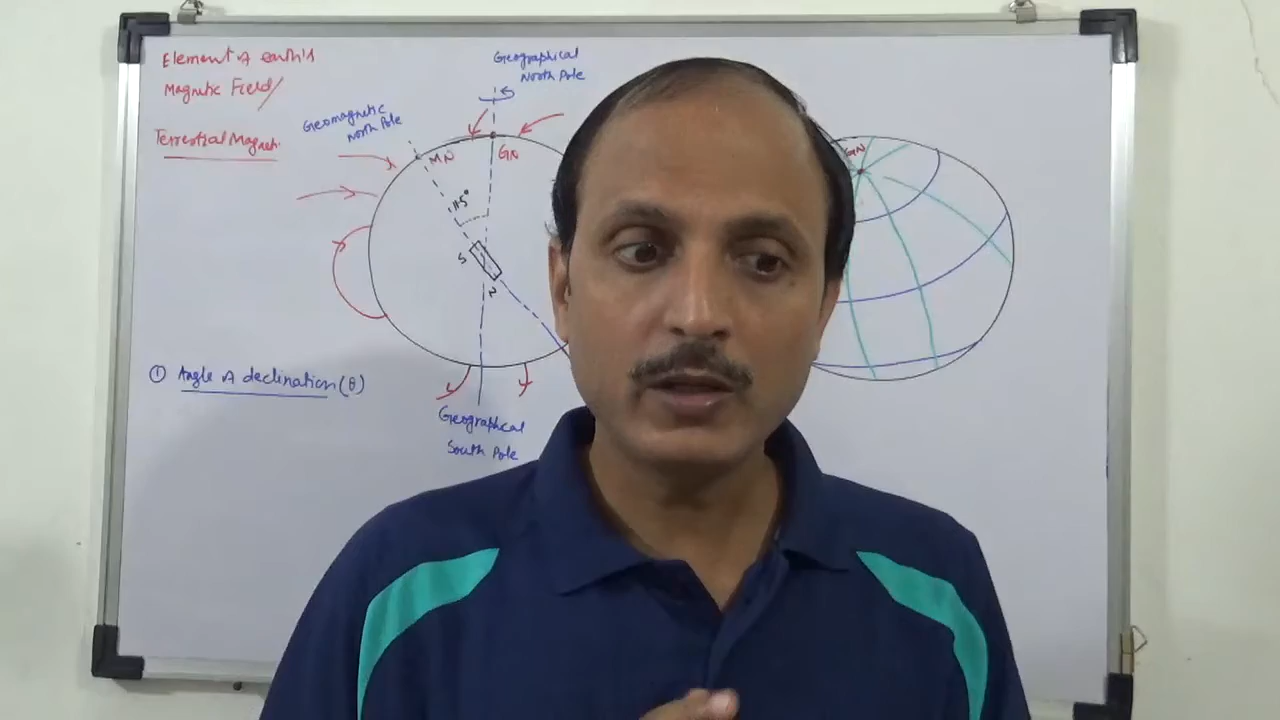 Element of earth's
Magnetic Field/
Terrestrial Magneti
Geographical
North Pole
Geomagnetic
North Pole
MN
GN
11.5°
S
N
① Angle of declination (θ)
Geographical
South Pole
GN